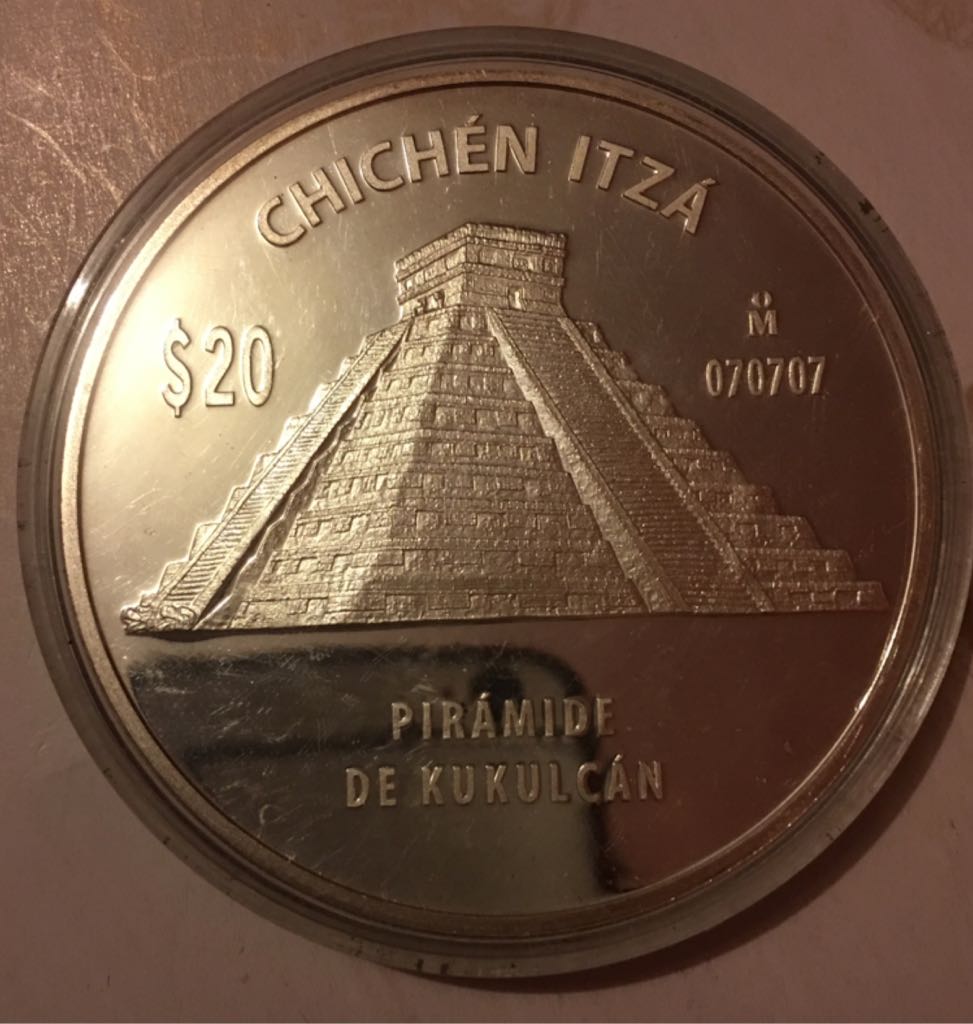 CHICHÉN ITZÁ
$20
M̊
070707
PIRÁMIDE
DE KUKULCÁN